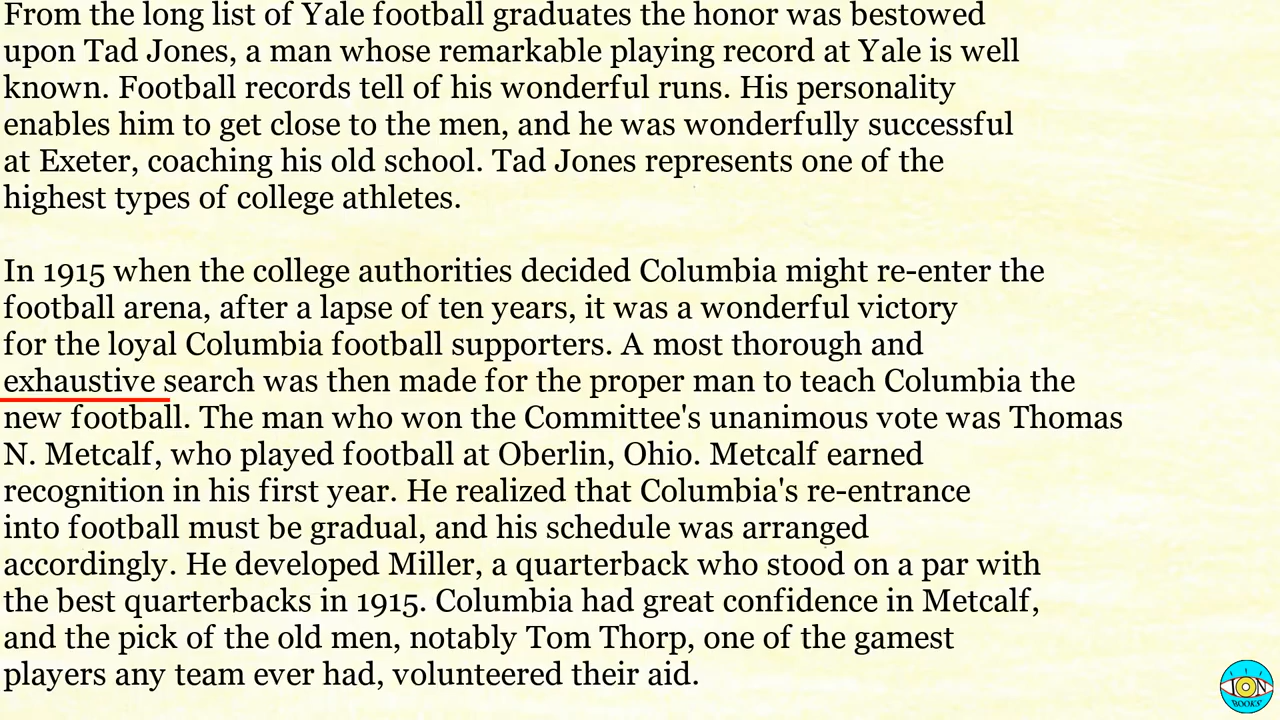 From the long list of Yale football graduates the honor was bestowed
upon Tad Jones, a man whose remarkable playing record at Yale is well
known. Football records tell of his wonderful runs. His personality
enables him to get close to the men, and he was wonderfully successful
at Exeter, coaching his old school. Tad Jones represents one of the
highest types of college athletes.
In 1915 when the college authorities decided Columbia might re-enter the
football arena, after a lapse of ten years, it was a wonderful victory
for the loyal Columbia football supporters. A most thorough and
exhaustive search was then made for the proper man to teach Columbia the
new football. The man who won the Committee's unanimous vote was Thomas
N. Metcalf, who played football at Oberlin, Ohio. Metcalf earned
recognition in his first year. He realized that Columbia's re-entrance
into football must be gradual, and his schedule was arranged
accordingly. He developed Miller, a quarterback who stood on a par with
the best quarterbacks in 1915. Columbia had great confidence in Metcalf,
and the pick of the old men, notably Tom Thorp, one of the gamest
players any team ever had, volunteered their aid.
ION
BOOKS